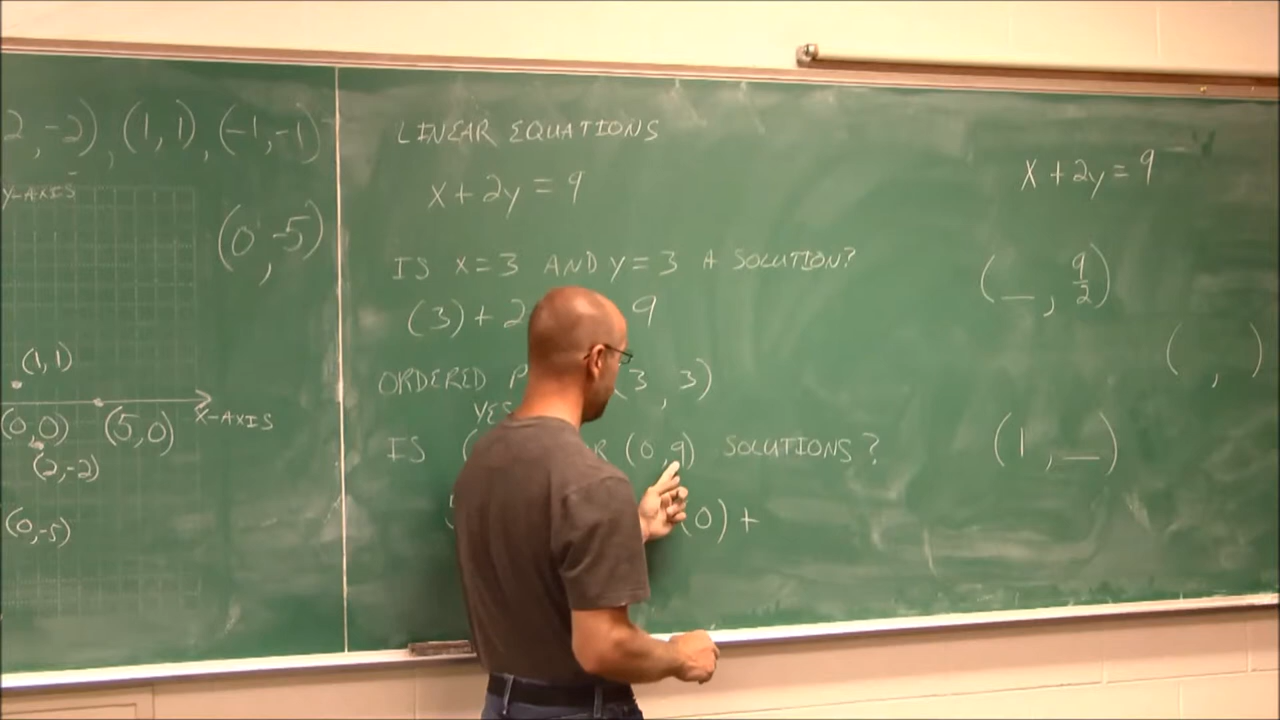 2, -2), (1, 1), (-1, -1)
Y-AXIS
(0, -5)
(1, 1)
X-AXIS
(0,0) (5,0)
(2,-2)
(0,-5)
LINEAR EQUATIONS
x + 2y = 9
IS x=3 AND y=3 A SOLUTION?
(3) + 2 9
ORDERED P (3, 3)
YES
IS ( R (0,9) SOLUTIONS?
(0) +
x + 2y = 9
(__, 9/2)
( , )
(1, __)